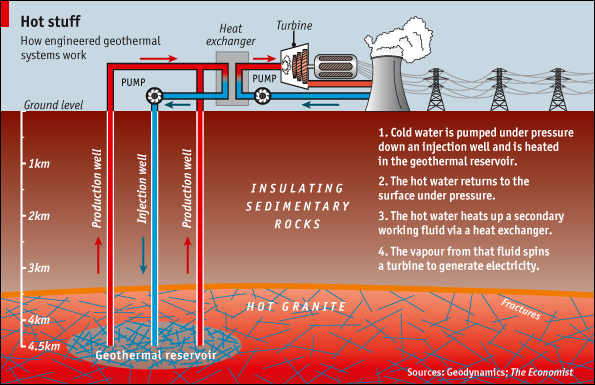 Hot stuff
How engineered geothermal
systems work
Heat
exchanger
Turbine
PUMP
PUMP
Ground level
1km
2km
3km
4km
4.5km
Production well
Injection well
Production well
INSULATING
SEDIMENTARY
ROCKS
1. Cold water is pumped under pressure
down an injection well and is heated
in the geothermal reservoir.
2. The hot water returns to the
surface under pressure.
3. The hot water heats up a secondary
working fluid via a heat exchanger.
4. The vapour from that fluid spins
a turbine to generate electricity.
HOT GRANITE
Fractures
Geothermal reservoir
Sources: Geodynamics; The Economist